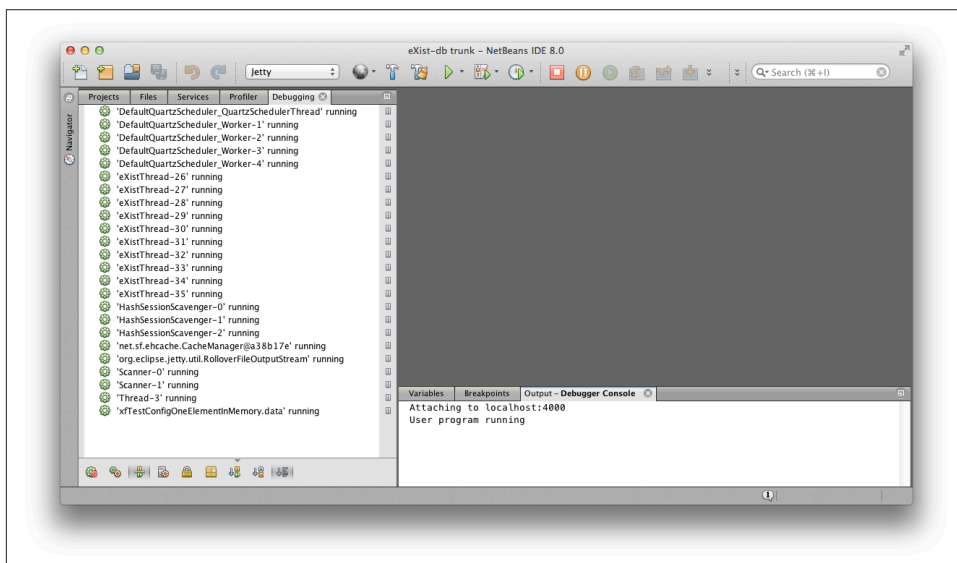 eXist-db trunk – NetBeans IDE 8.0
Jetty
Search (⌘+I)
Navigator
Projects Files Services Profiler Debugging
'DefaultQuartzScheduler_QuartzSchedulerThread' running
'DefaultQuartzScheduler_Worker-1' running
'DefaultQuartzScheduler_Worker-2' running
'DefaultQuartzScheduler_Worker-3' running
'DefaultQuartzScheduler_Worker-4' running
'eXistThread-26' running
'eXistThread-27' running
'eXistThread-28' running
'eXistThread-29' running
'eXistThread-30' running
'eXistThread-31' running
'eXistThread-32' running
'eXistThread-33' running
'eXistThread-34' running
'eXistThread-35' running
'HashSessionScavenger-0' running
'HashSessionScavenger-1' running
'HashSessionScavenger-2' running
'net.sf.ehcache.CacheManager@a38b17e' running
'org.eclipse.jetty.util.RolloverFileOutputStream' running
'Scanner-0' running
'Scanner-1' running
'Thread-3' running
'xfTestConfigOneElementInMemory.data' running
Variables Breakpoints Output – Debugger Console
Attaching to localhost:4000
User program running
1